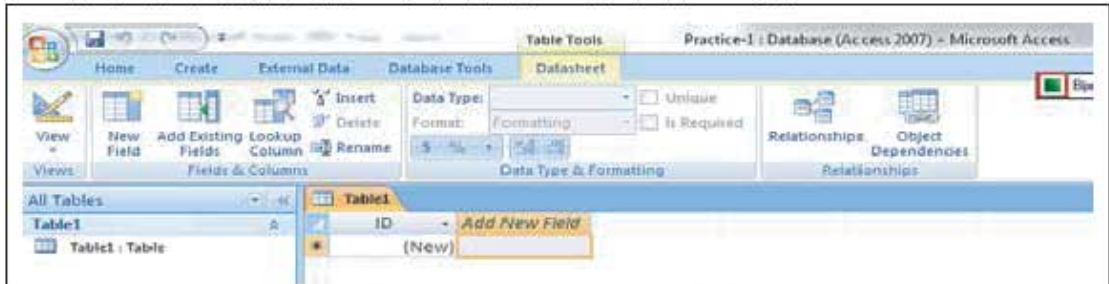 Table Tools Practice-1 : Database (Access 2007) - Microsoft Access
Home Create External Data Database Tools Datasheet
View
New Field
Add Existing Fields
Lookup Column
Insert
Delete
Rename
Data Type:
Format: Formatting
$ %
Unique
Is Required
Relationships
Object Dependencies
Views Fields & Columns Data Type & Formatting Relationships
All Tables
Table1
Table1 : Table
Table1
ID Add New Field
(New)